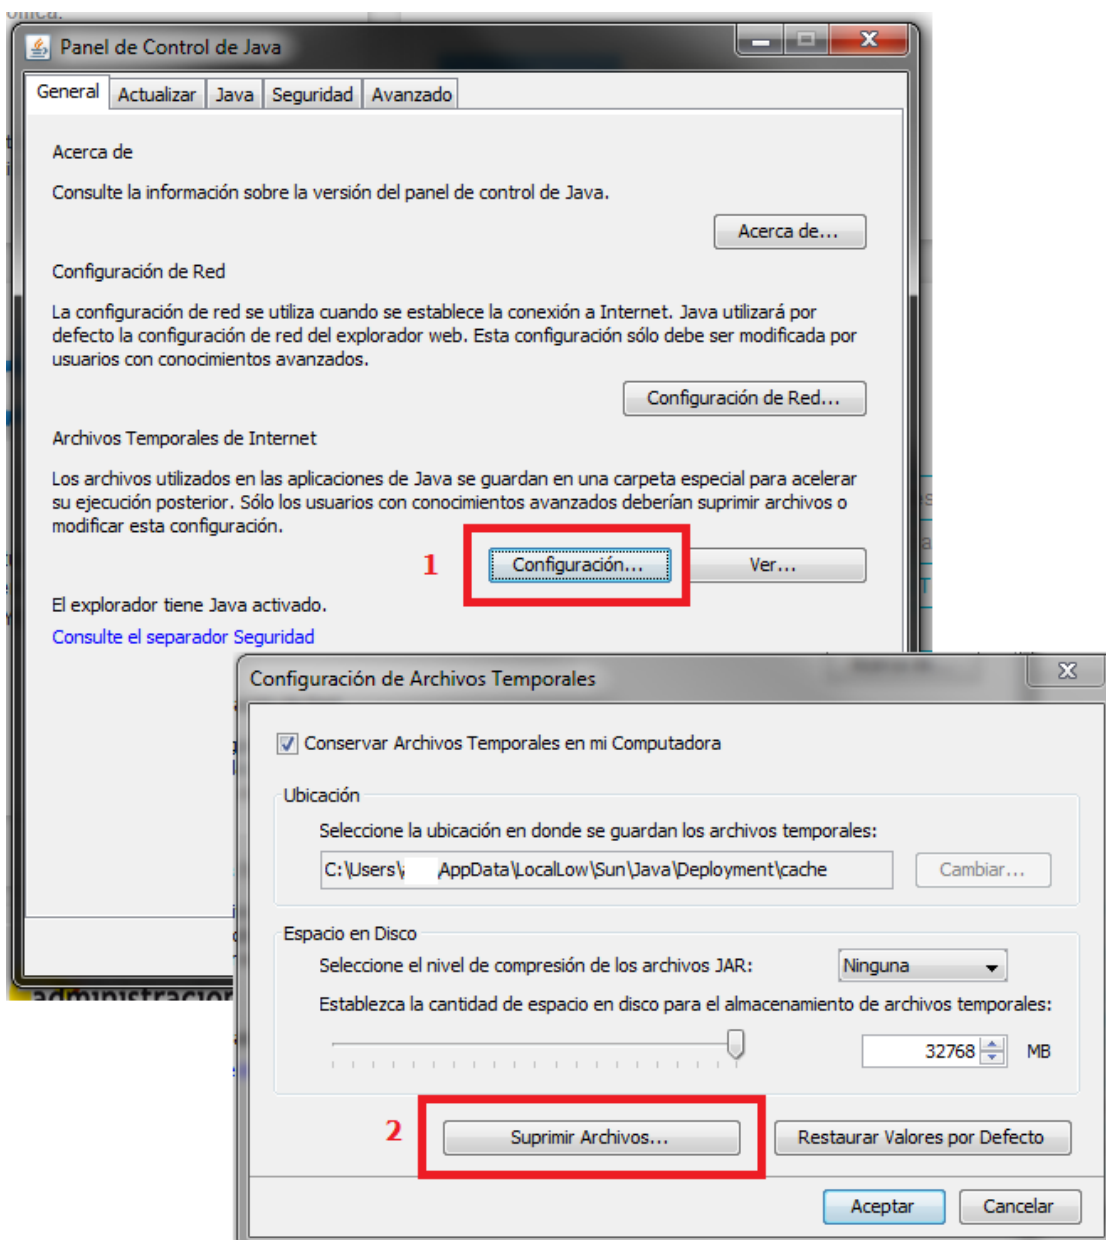 Panel de Control de Java
General Actualizar Java Seguridad Avanzado
Acerca de
Consulte la información sobre la versión del panel de control de Java.
Acerca de...
Configuración de Red
La configuración de red se utiliza cuando se establece la conexión a Internet. Java utilizará por
defecto la configuración de red del explorador web. Esta configuración sólo debe ser modificada por
usuarios con conocimientos avanzados.
Configuración de Red...
Archivos Temporales de Internet
Los archivos utilizados en las aplicaciones de Java se guardan en una carpeta especial para acelerar
su ejecución posterior. Sólo los usuarios con conocimientos avanzados deberían suprimir archivos o
modificar esta configuración.
1 Configuración... Ver...
El explorador tiene Java activado.
Consulte el separador Seguridad
Configuración de Archivos Temporales
Conservar Archivos Temporales en mi Computadora
Ubicación
Seleccione la ubicación en donde se guardan los archivos temporales:
C:\Users\ AppData\LocalLow\Sun\Java\Deployment\cache Cambiar...
Espacio en Disco
Seleccione el nivel de compresión de los archivos JAR: Ninguna
Establezca la cantidad de espacio en disco para el almacenamiento de archivos temporales:
32768 MB
2 Suprimir Archivos... Restaurar Valores por Defecto
Aceptar Cancelar